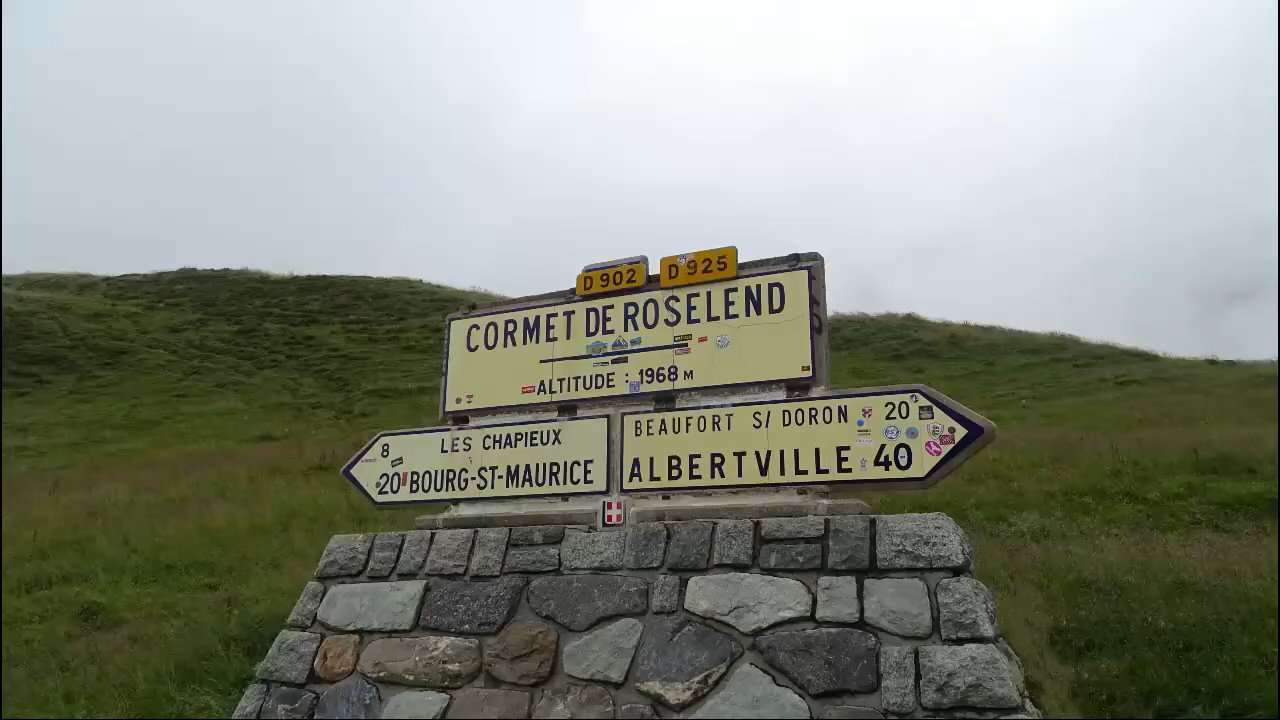 D 902
D 925
CORMET DE ROSELEND
ALTITUDE : 1968 M
8 LES CHAPIEUX
20 BOURG-ST-MAURICE
BEAUFORT S/ DORON 20
ALBERTVILLE 40